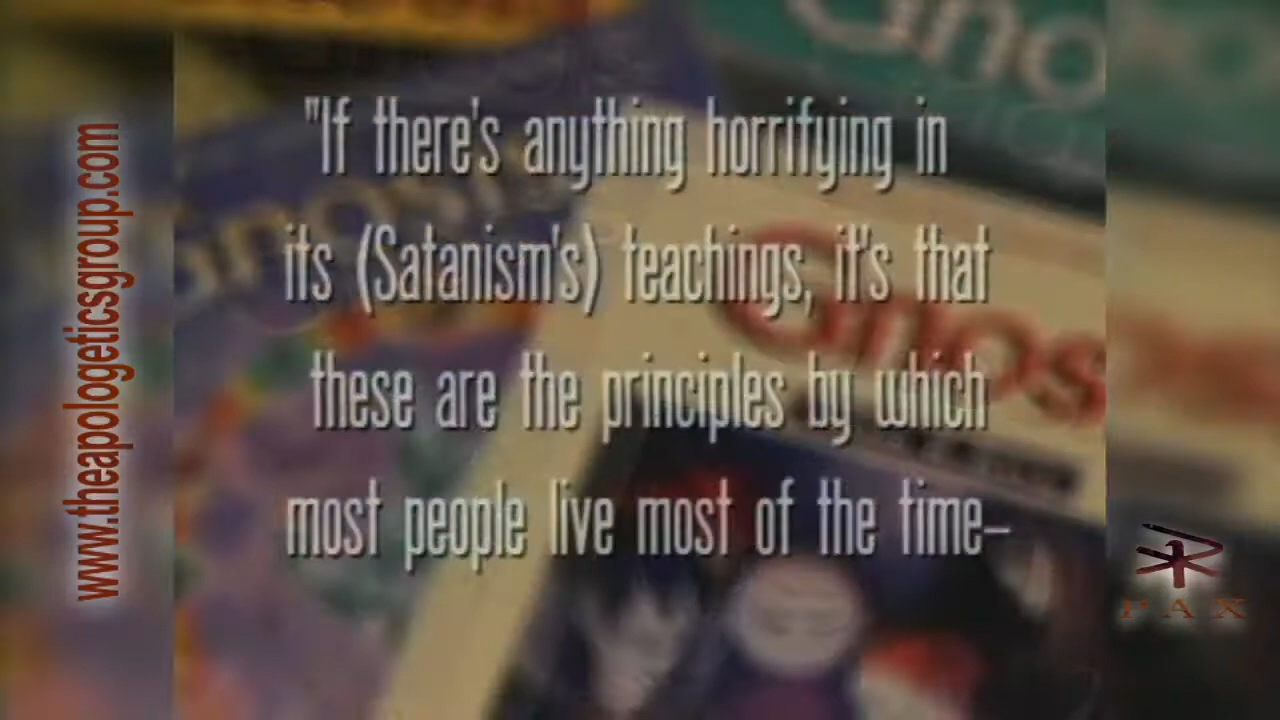 "If there's anything horrifying in
its (Satanism's) teachings, it's that
these are the principles by which
most people live most of the time–
www.theapologeticsgroup.com
PAX
Gnosis